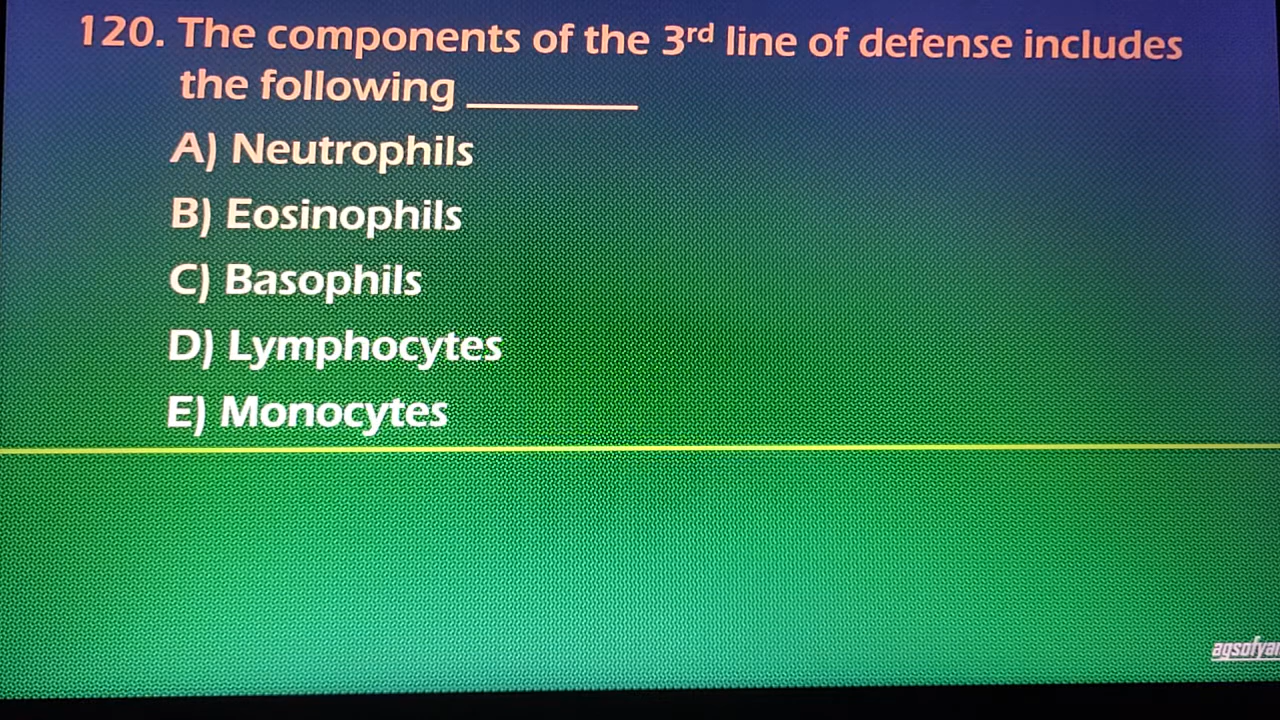 120. The components of the 3rd line of defense includes
the following ________
A) Neutrophils
B) Eosinophils
C) Basophils
D) Lymphocytes
E) Monocytes